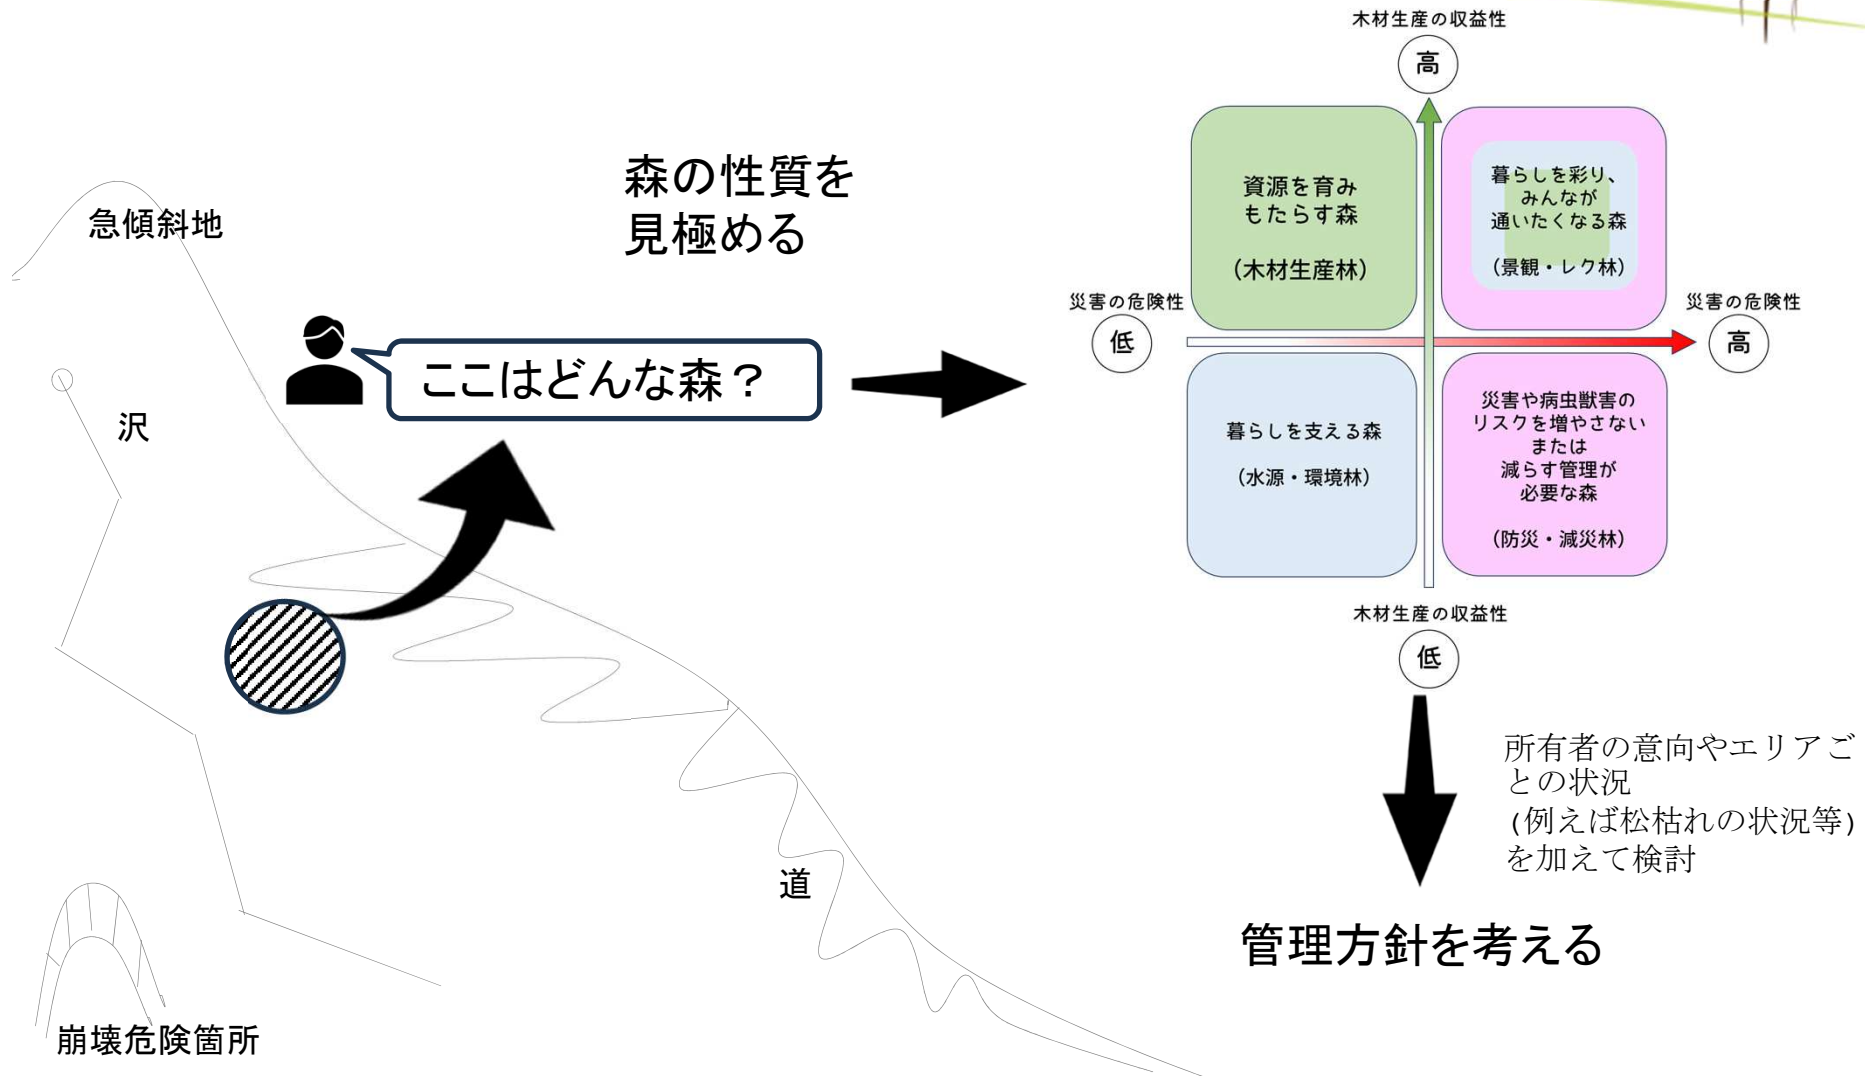 森の性質を
見極める
急傾斜地
ここはどんな森？
沢
道
崩壊危険箇所
木材生産の収益性
高
資源を育み
もたらす森
(木材生産林)
暮らしを彩り、
みんなが
通いたくなる森
(景観・レク林)
災害の危険性
低
災害の危険性
高
暮らしを支える森
(水源・環境林)
災害や病虫獣害の
リスクを増やさない
または
減らす管理が
必要な森
(防災・減災林)
木材生産の収益性
低
所有者の意向やエリアご
との状況
(例えば松枯れの状況等)
を加えて検討
管理方針を考える